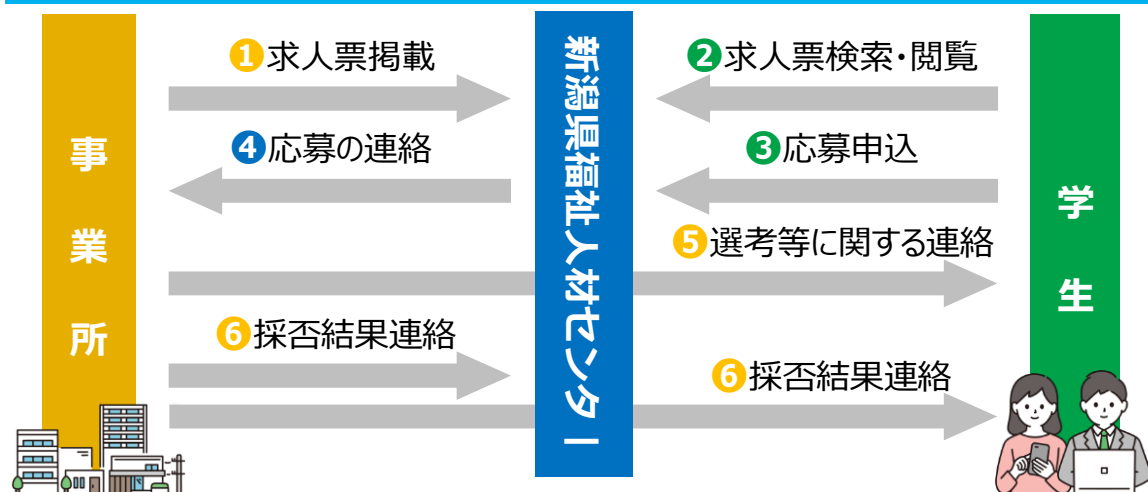 事業所
新潟県福祉人材センター
学生
❶求人票掲載
❷求人票検索・閲覧
❸応募申込
❹応募の連絡
❺選考等に関する連絡
❻採否結果連絡
❻採否結果連絡